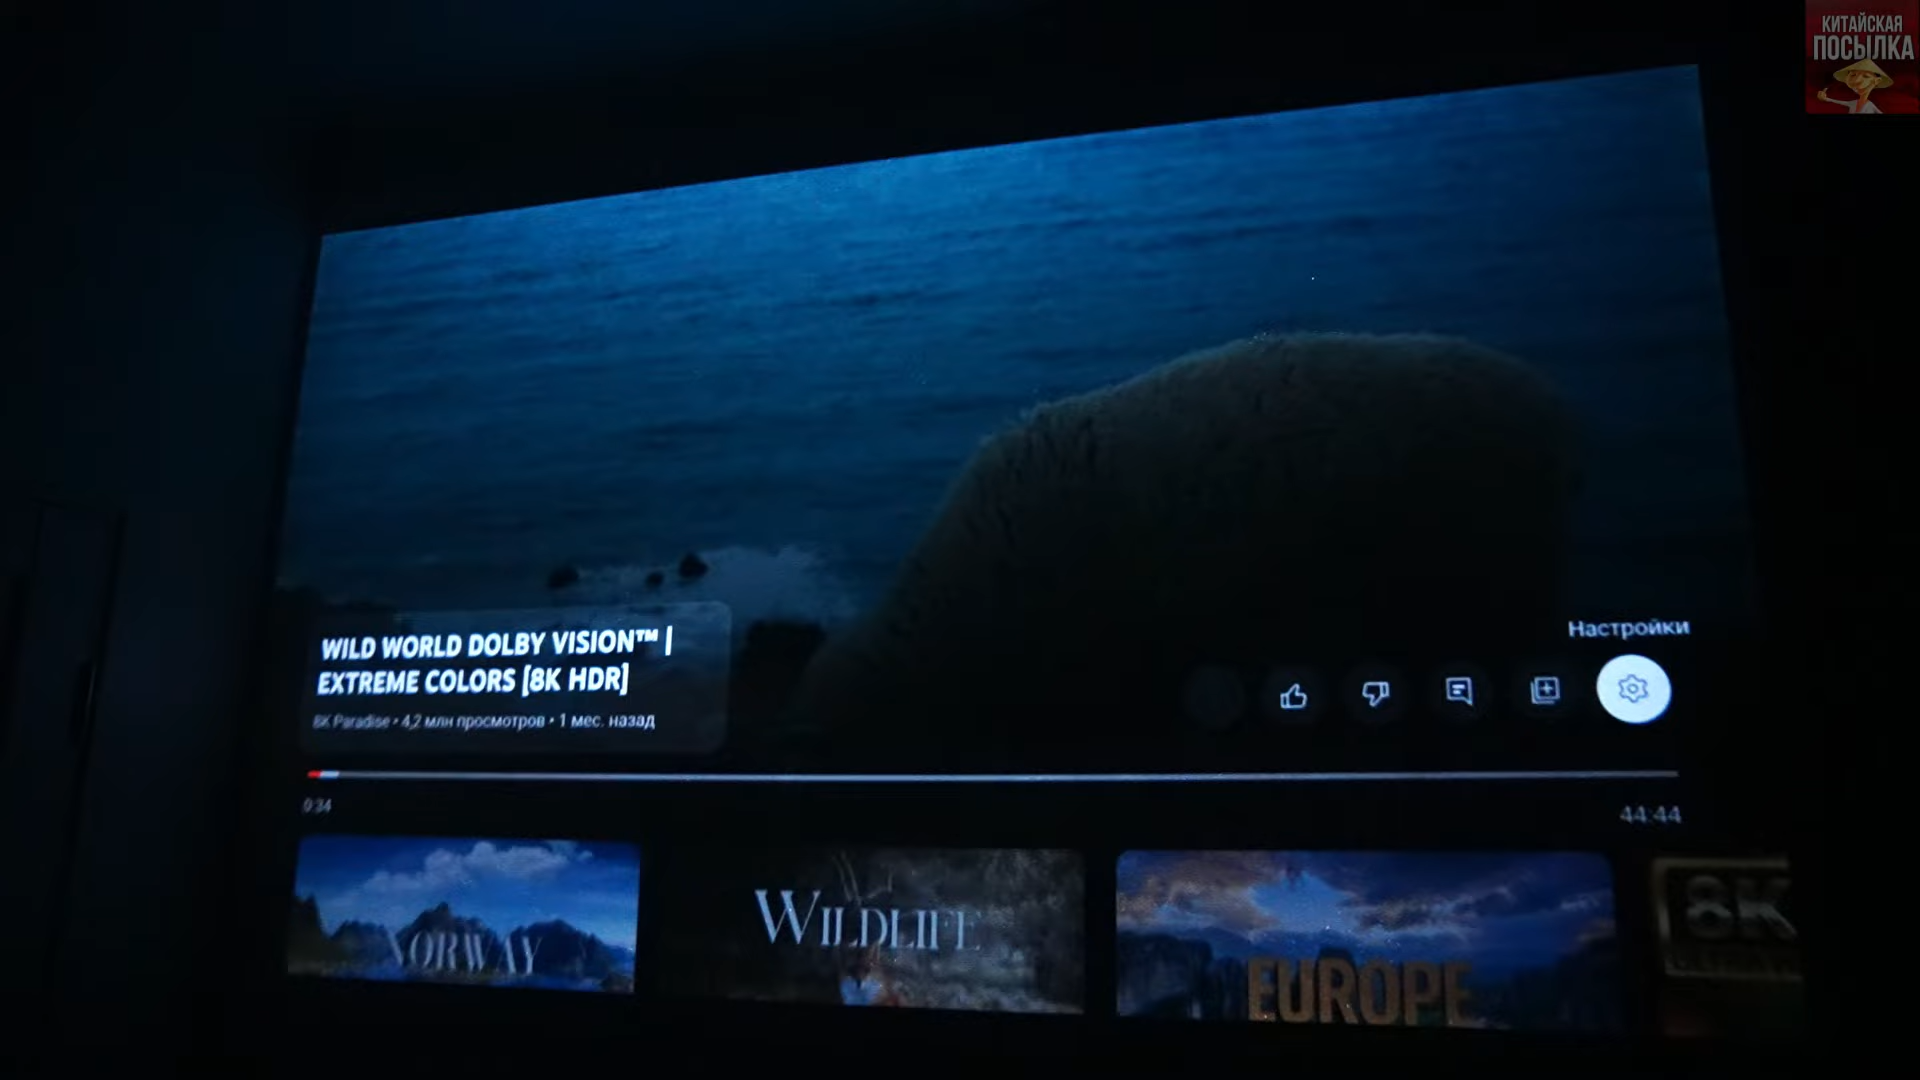 КИТАЙСКАЯ
ПОСЫЛКА
WILD WORLD DOLBY VISION™ |
EXTREME COLORS [8K HDR]
8K Paradise • 4,2 млн просмотров • 1 мес. назад
Настройки
0:34
44:44
NORWAY
WILDLIFE
EUROPE
8K